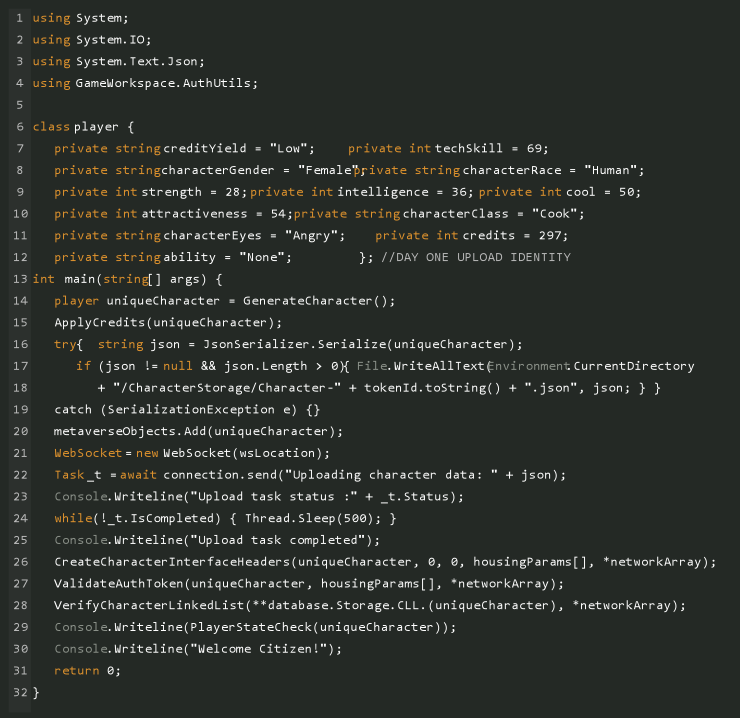 1 using System;
2 using System.IO;
3 using System.Text.Json;
4 using GameWorkspace.AuthUtils;
5
6 class player {
7 private string creditYield = "Low"; private int techSkill = 69;
8 private string characterGender = "Female"; private string characterRace = "Human";
9 private int strength = 28; private int intelligence = 36; private int cool = 50;
10 private int attractiveness = 54; private string characterClass = "Cook";
11 private string characterEyes = "Angry"; private int credits = 297;
12 private string ability = "None"; }; //DAY ONE UPLOAD IDENTITY
13 int main(string[] args) {
14 player uniqueCharacter = GenerateCharacter();
15 ApplyCredits(uniqueCharacter);
16 try{ string json = JsonSerializer.Serialize(uniqueCharacter);
17 if (json != null && json.Length > 0){ File.WriteAllText(Environment.CurrentDirectory
18 + "/CharacterStorage/Character-" + tokenId.toString() + ".json", json; } }
19 catch (SerializationException e) {}
20 metaverseObjects.Add(uniqueCharacter);
21 WebSocket = new WebSocket(wsLocation);
22 Task _t = await connection.send("Uploading character data: " + json);
23 Console.Writeline("Upload task status :" + _t.Status);
24 while(!_t.IsCompleted) { Thread.Sleep(500); }
25 Console.Writeline("Upload task completed");
26 CreateCharacterInterfaceHeaders(uniqueCharacter, 0, 0, housingParams[], *networkArray);
27 ValidateAuthToken(uniqueCharacter, housingParams[], *networkArray);
28 VerifyCharacterLinkedList(**database.Storage.CLL.(uniqueCharacter), *networkArray);
29 Console.Writeline(PlayerStateCheck(uniqueCharacter));
30 Console.Writeline("Welcome Citizen!");
31 return 0;
32 }